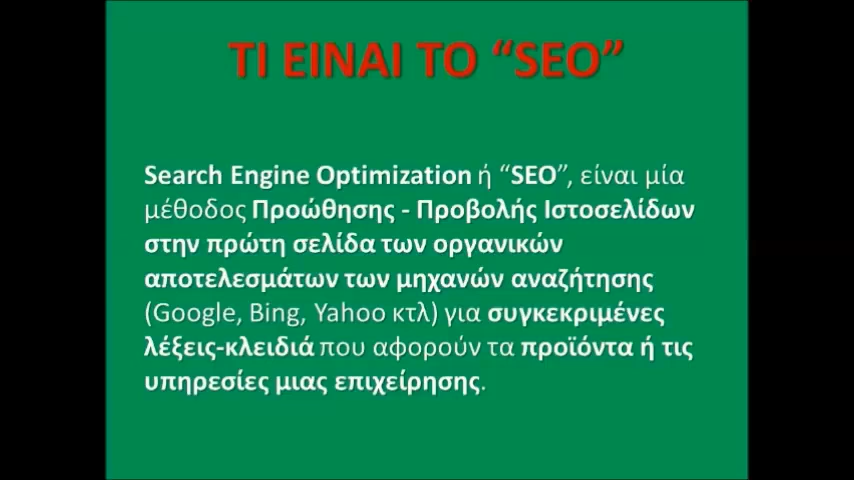 ΤΙ ΕΙΝΑΙ ΤΟ “SEO”
Search Engine Optimization ή “SEO”, είναι μία
μέθοδος Προώθησης - Προβολής Ιστοσελίδων
στην πρώτη σελίδα των οργανικών
αποτελεσμάτων των μηχανών αναζήτησης
(Google, Bing, Yahoo κτλ) για συγκεκριμένες
λέξεις-κλειδιά που αφορούν τα προϊόντα ή τις
υπηρεσίες μιας επιχείρησης.